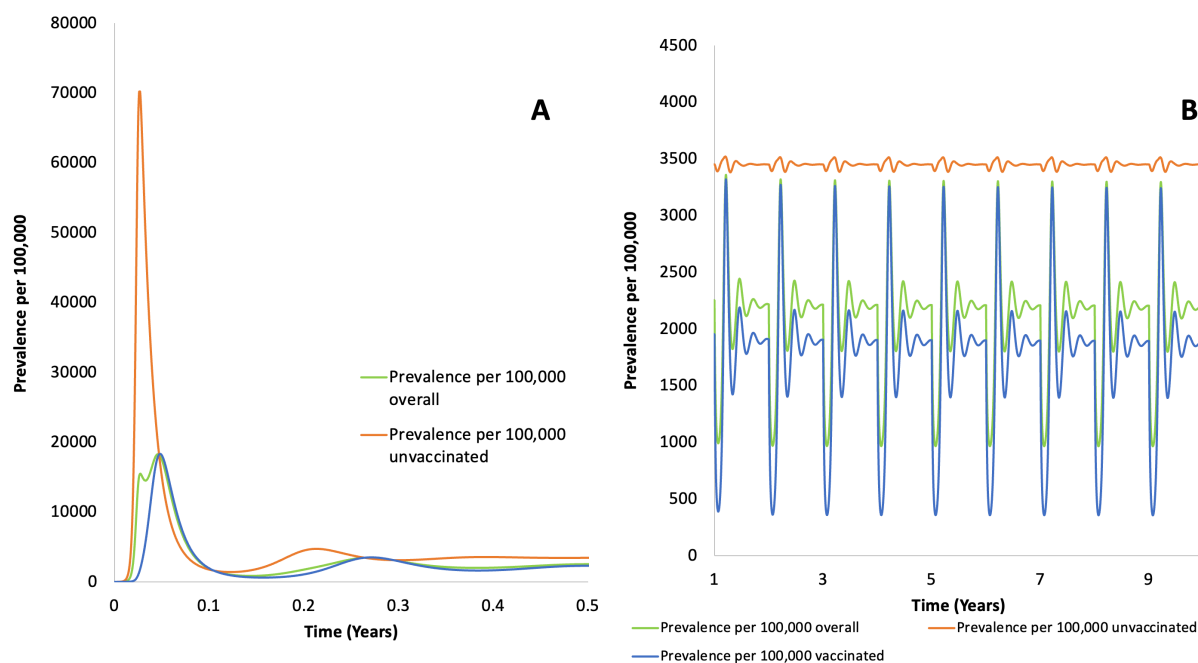 80000
70000
60000
50000
40000
30000
20000
10000
0
Prevalence per 100,000
A
Prevalence per 100,000
overall
Prevalence per 100,000
unvaccinated
0 0.1 0.2 0.3 0.4 0.5
Time (Years)
4500
4000
3500
3000
2500
2000
1500
1000
500
0
Prevalence per 100,000
B
1 3 5 7 9
Time (Years)
Prevalence per 100,000 overall
Prevalence per 100,000 unvaccinated
Prevalence per 100,000 vaccinated